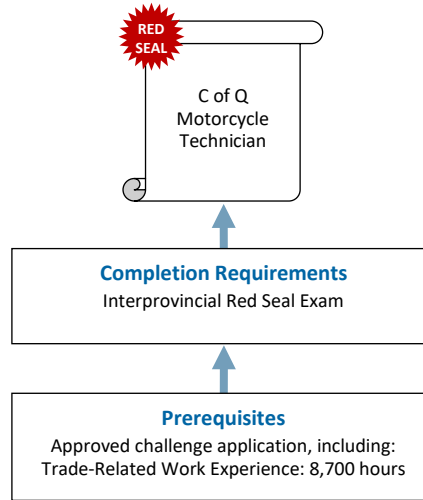 RED
SEAL
C of Q
Motorcycle
Technician
Completion Requirements
Interprovincial Red Seal Exam
Prerequisites
Approved challenge application, including:
Trade-Related Work Experience: 8,700 hours